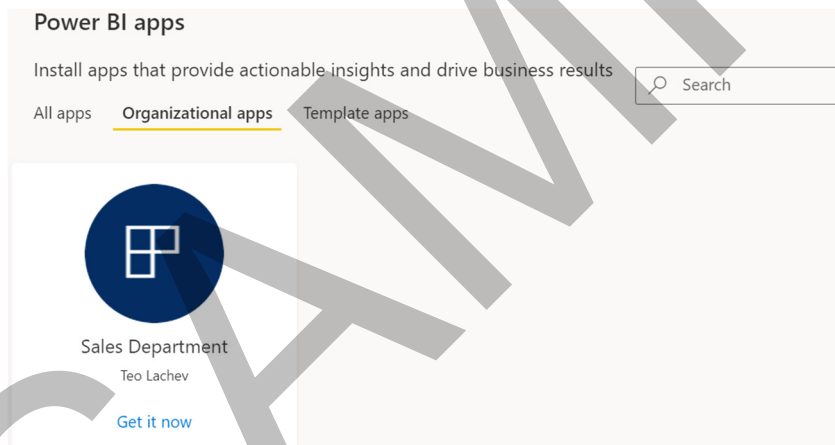 Power BI apps
Install apps that provide actionable insights and drive business results
Search
All apps
Organizational apps
Template apps
Sales Department
Teo Lachev
Get it now